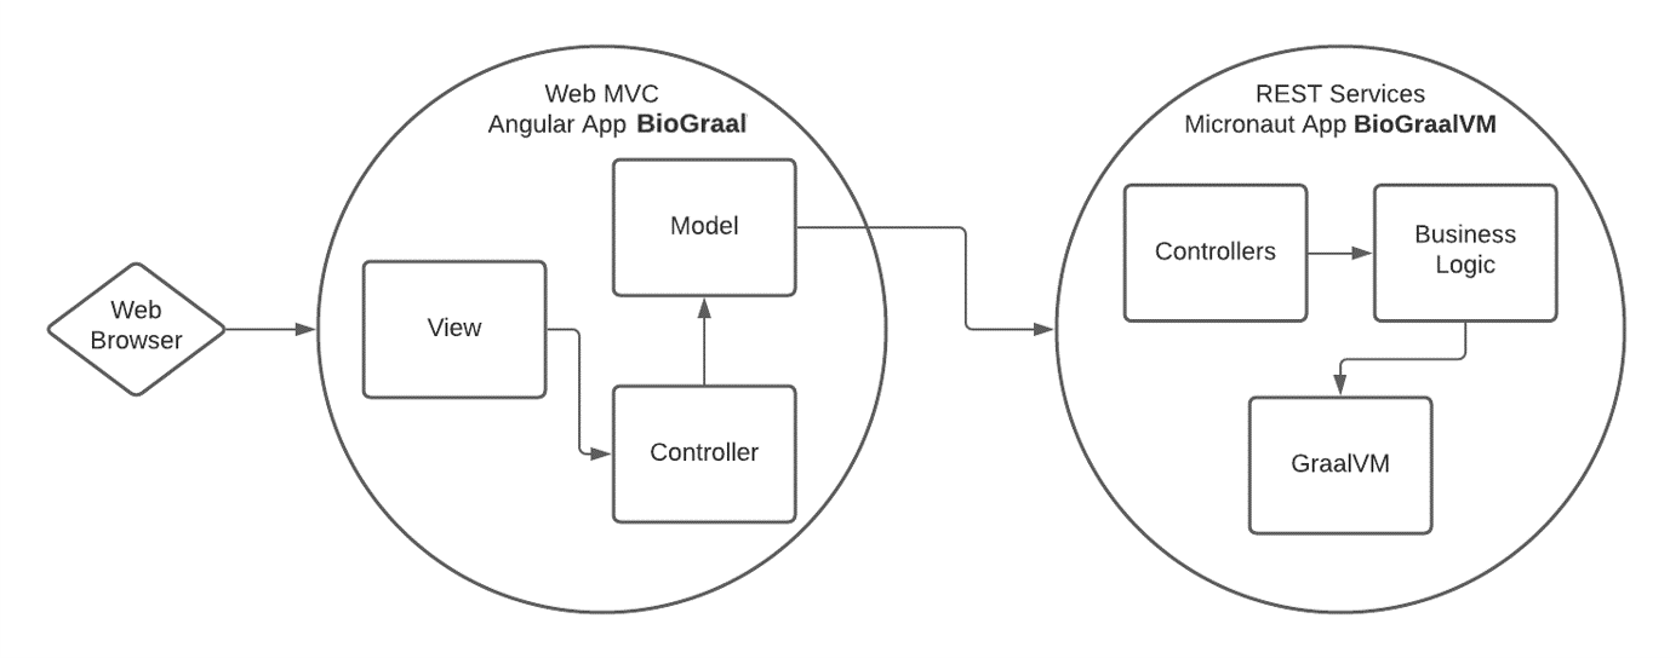 Web
Browser
Web MVC
Angular App BioGraal
View
Model
Controller
REST Services
Micronaut App BioGraalVM
Controllers
Business
Logic
GraalVM